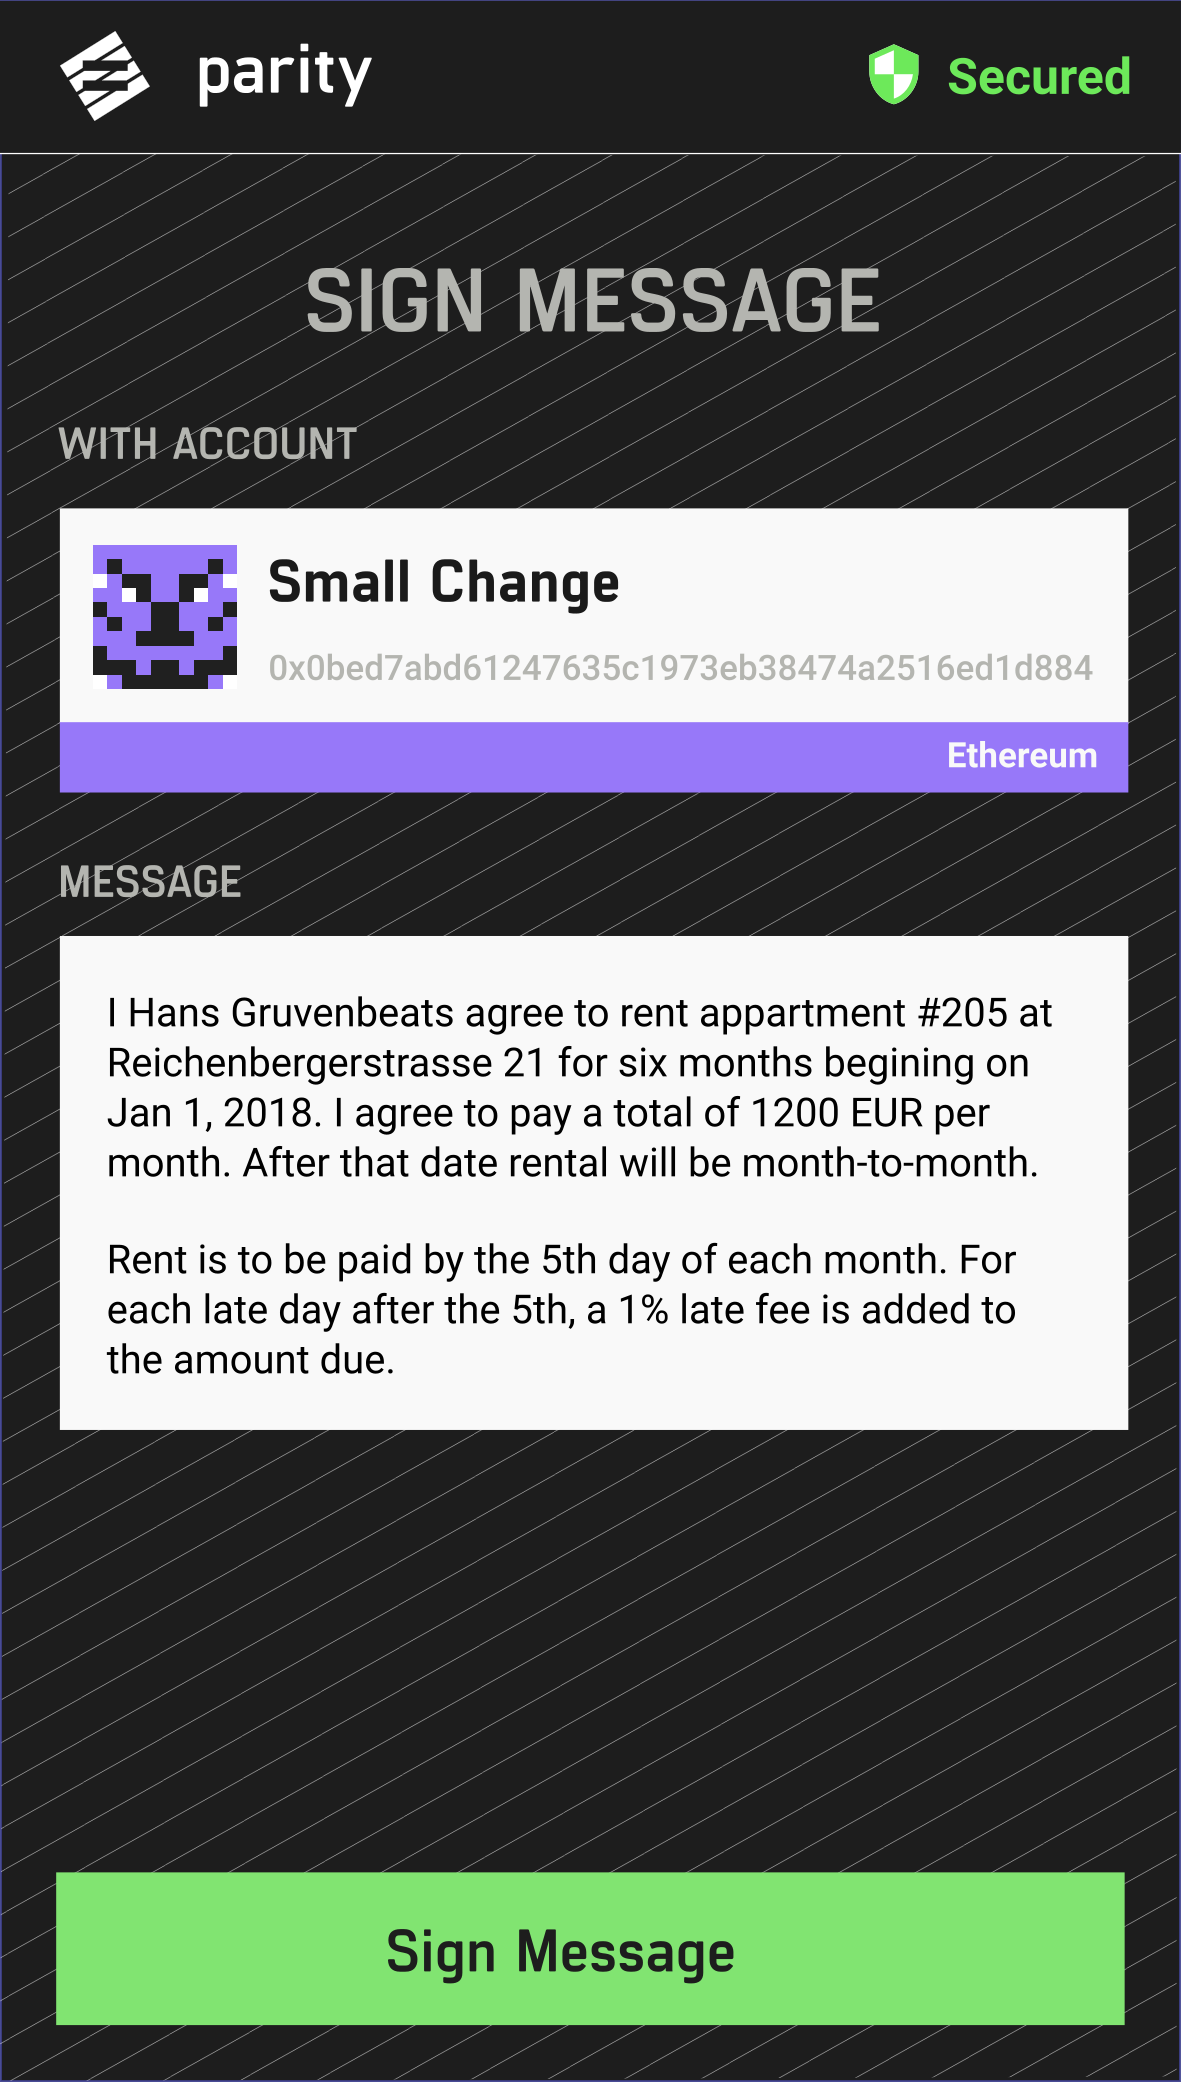 parity
Secured
SIGN MESSAGE
WITH ACCOUNT
Small Change
0x0bed7abd61247635c1973eb38474a2516ed1d884
Ethereum
MESSAGE
I Hans Gruvenbeats agree to rent appartment #205 at
Reichenbergerstrasse 21 for six months begining on
Jan 1, 2018. I agree to pay a total of 1200 EUR per
month. After that date rental will be month-to-month.
Rent is to be paid by the 5th day of each month. For
each late day after the 5th, a 1% late fee is added to
the amount due.
Sign Message